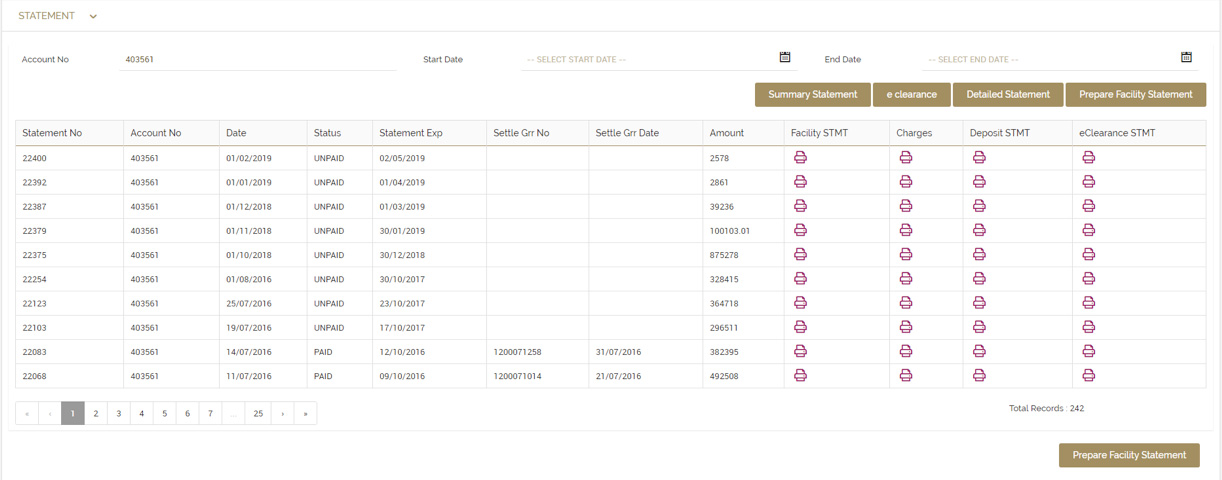 STATEMENT
Account No 403561 Start Date -- SELECT START DATE -- End Date -- SELECT END DATE --
Summary Statement e clearance Detailed Statement Prepare Facility Statement
Statement No Account No Date Status Statement Exp Settle Grr No Settle Grr Date Amount Facility STMT Charges Deposit STMT eClearance STMT
22400 403561 01/02/2019 UNPAID 02/05/2019 2578
22392 403561 01/01/2019 UNPAID 01/04/2019 2861
22387 403561 01/12/2018 UNPAID 01/03/2019 39236
22379 403561 01/11/2018 UNPAID 30/01/2019 100103.01
22375 403561 01/10/2018 UNPAID 30/12/2018 875278
22254 403561 01/08/2016 UNPAID 30/10/2017 328415
22123 403561 25/07/2016 UNPAID 23/10/2017 364718
22103 403561 19/07/2016 UNPAID 17/10/2017 296511
22083 403561 14/07/2016 PAID 12/10/2016 1200071258 31/07/2016 382395
22068 403561 11/07/2016 PAID 09/10/2016 1200071014 21/07/2016 492508
« ‹ 1 2 3 4 5 6 7 ... 25 › » Total Records : 242
Prepare Facility Statement